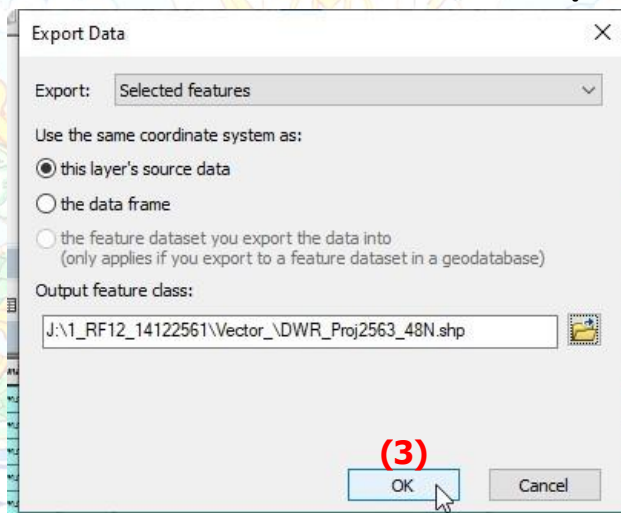 Export Data
Export: Selected features
Use the same coordinate system as:
this layer's source data
the data frame
the feature dataset you export the data into
(only applies if you export to a feature dataset in a geodatabase)
Output feature class:
J:\1_RF12_14122561\Vector_\DWR_Proj2563_48N.shp
(3)
OK Cancel